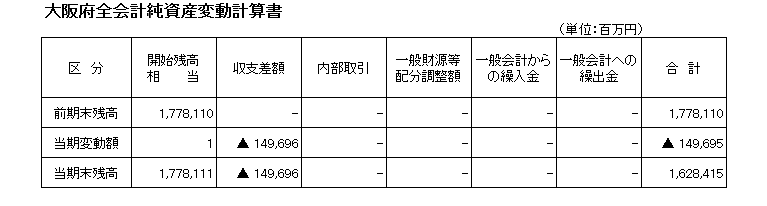 大阪府全会計純資産変動計算書
（単位：百万円）
区 分 開始残高 相 当 収支差額 内部取引 一般財源等 配分調整額 一般会計から の繰入金 一般会計への 繰出金 合 計
前期末残高 1,778,110 － － － － － 1,778,110
当期変動額 1 ▲ 149,696 － － － － ▲ 149,695
当期末残高 1,778,111 ▲ 149,696 － － － － 1,628,415